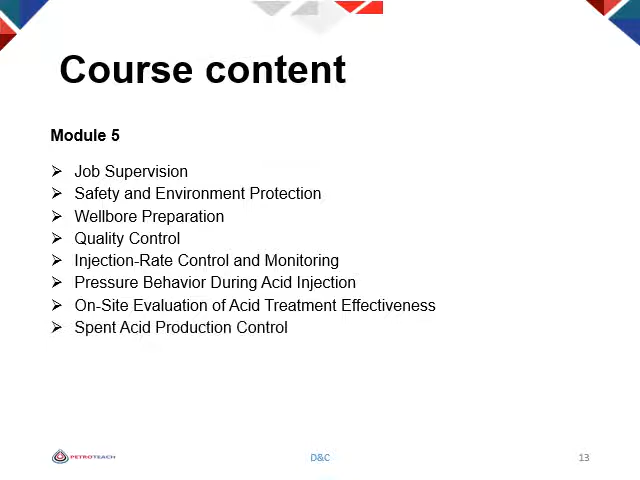 Course content
Module 5
Job Supervision
Safety and Environment Protection
Wellbore Preparation
Quality Control
Injection-Rate Control and Monitoring
Pressure Behavior During Acid Injection
On-Site Evaluation of Acid Treatment Effectiveness
Spent Acid Production Control
PETROTEACH
D&C
13